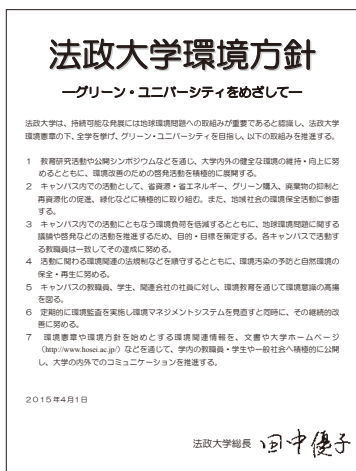 法政大学環境方針
―グリーン・ユニバーシティをめざして―
法政大学は、持続可能な発展には地球環境問題への取組みが重要であると認識し、法政大学
環境憲章の下、全学を挙げ、グリーン・ユニバーシティを目指し、以下の取組みを推進する。
1 教育研究活動や公開シンポジウムなどを通じ、大学内外の健全な環境の維持・向上に努
めるとともに、環境改善のための啓発活動を積極的に展開する。
2 キャンパス内での活動として、省資源・省エネルギー、グリーン購入、廃棄物の抑制と
再資源化の促進、緑化などに積極的に取り組む。また、地域社会の環境保全活動に参画
する。
3 キャンパス内での活動にともなう環境負荷を低減するとともに、地球環境問題に関する
議論や啓発などの活動を推進するため、目的・目標を策定する。各キャンパスで活動す
る教職員は一致してその達成に努める。
4 活動に関わる環境関連の法規制などを順守するとともに、環境汚染の予防と自然環境の
保全・再生に努める。
5 キャンパスの教職員、学生、関連会社の社員に対し、環境教育を通じて環境意識の高揚
を図る。
6 定期的に環境監査を実施し環境マネジメントシステムを見直すと同時に、その継続的改
善に努める。
7 環境憲章や環境方針を始めとする環境関連情報を、文書や大学ホームページ
(http://www.hosei.ac.jp/) などを通じて、学内の教職員・学生や一般社会へ積極的に公開
し、大学の内外でのコミュニケーションを推進する。
2015年4月1日
法政大学総長 田中優子